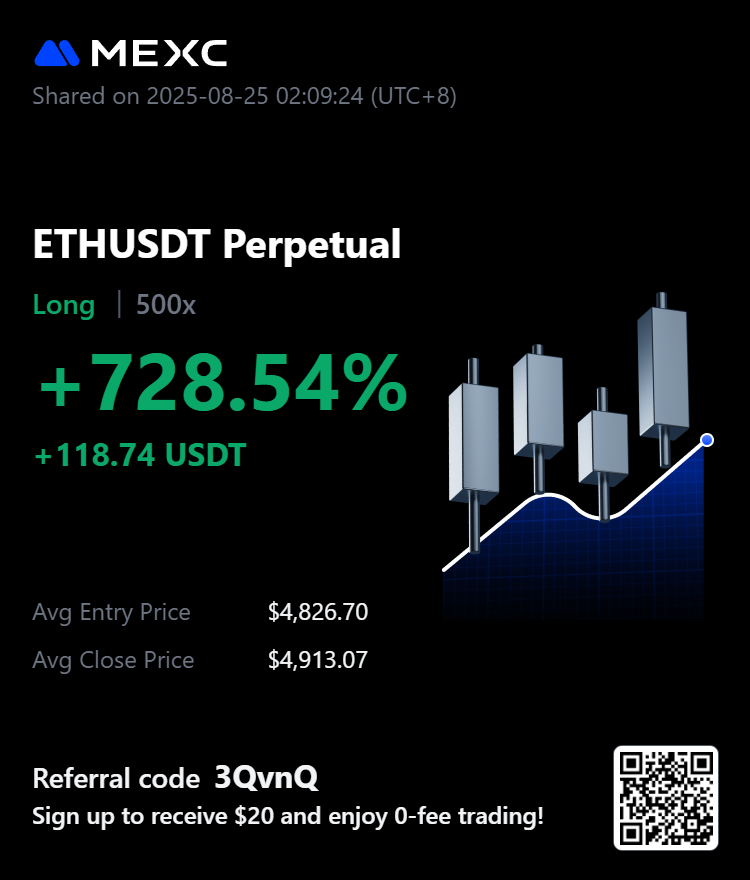 MEXC
Shared on 2025-08-25 02:09:24 (UTC+8)
ETHUSDT Perpetual
Long | 500x
+728.54%
+118.74 USDT
Avg Entry Price $4,826.70
Avg Close Price $4,913.07
Referral code 3QvnQ
Sign up to receive $20 and enjoy 0-fee trading!